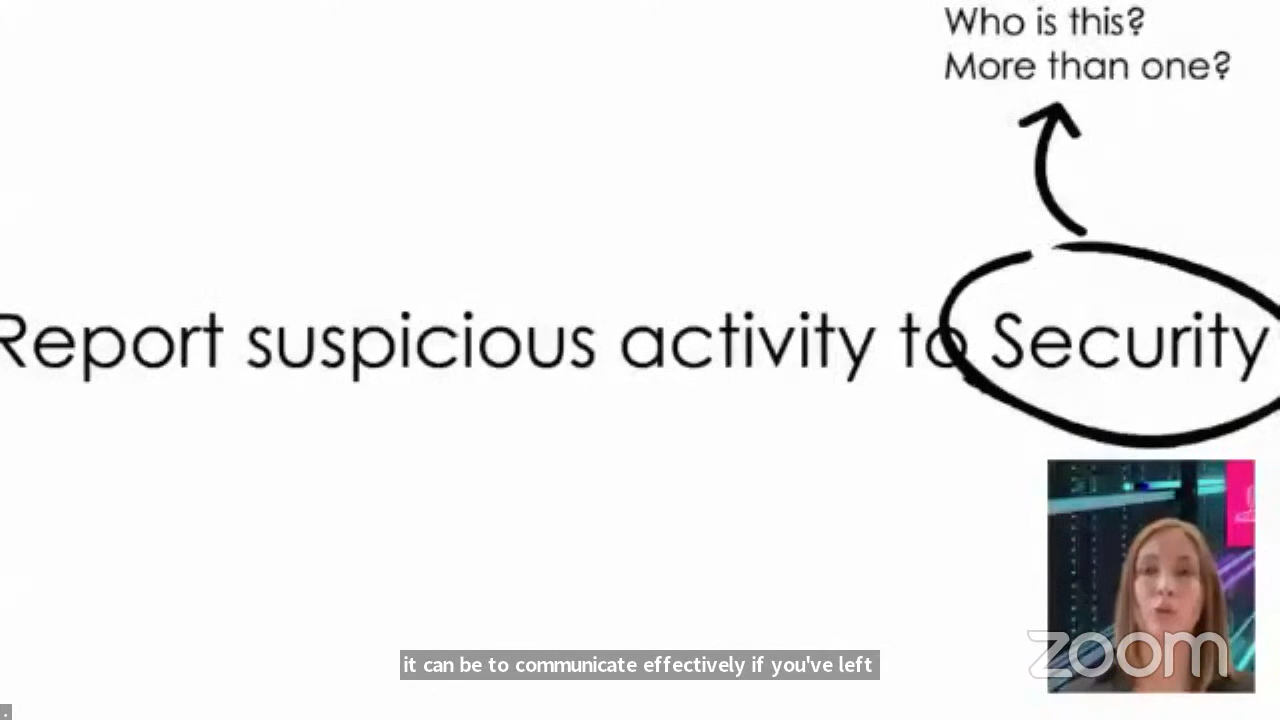 Who is this?
More than one?
Report suspicious activity to Security
it can be to communicate effectively if you've left
zoom
.